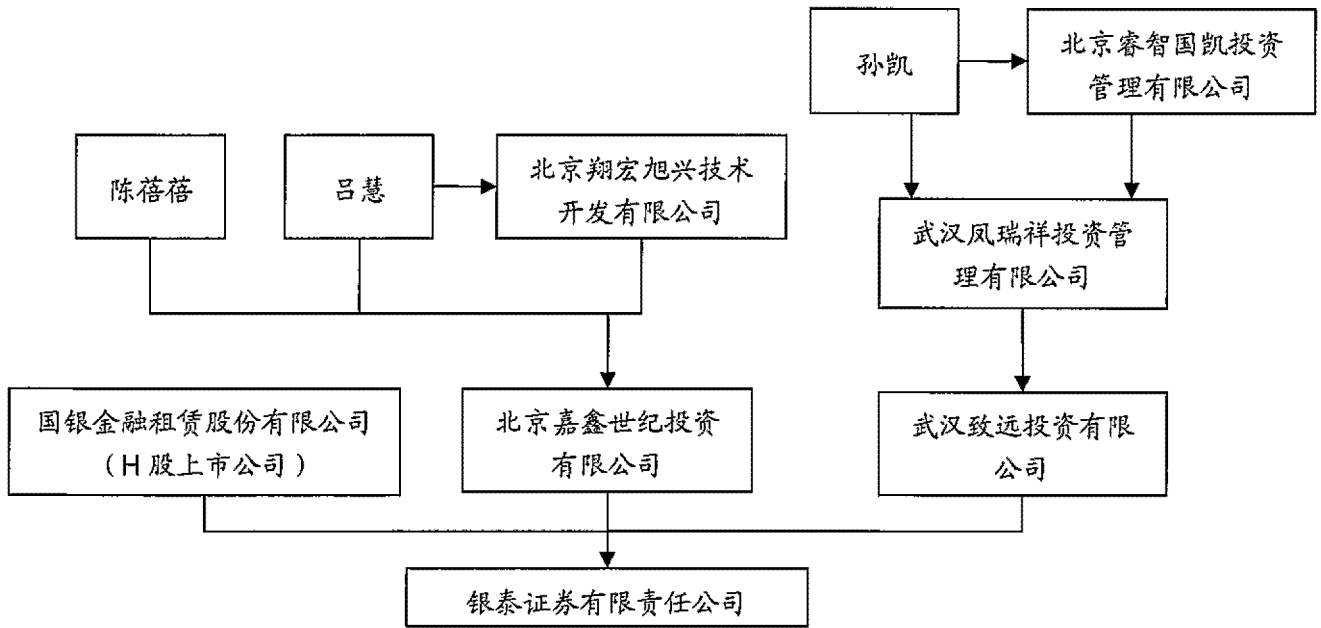 孙凯
北京睿智国凯投资
管理有限公司
陈蓓蓓
吕慧
北京翔宏旭兴技术
开发有限公司
武汉凤瑞祥投资管
理有限公司
国银金融租赁股份有限公司
（H 股上市公司）
北京嘉鑫世纪投资
有限公司
武汉致远投资有限
公司
银泰证券有限责任公司